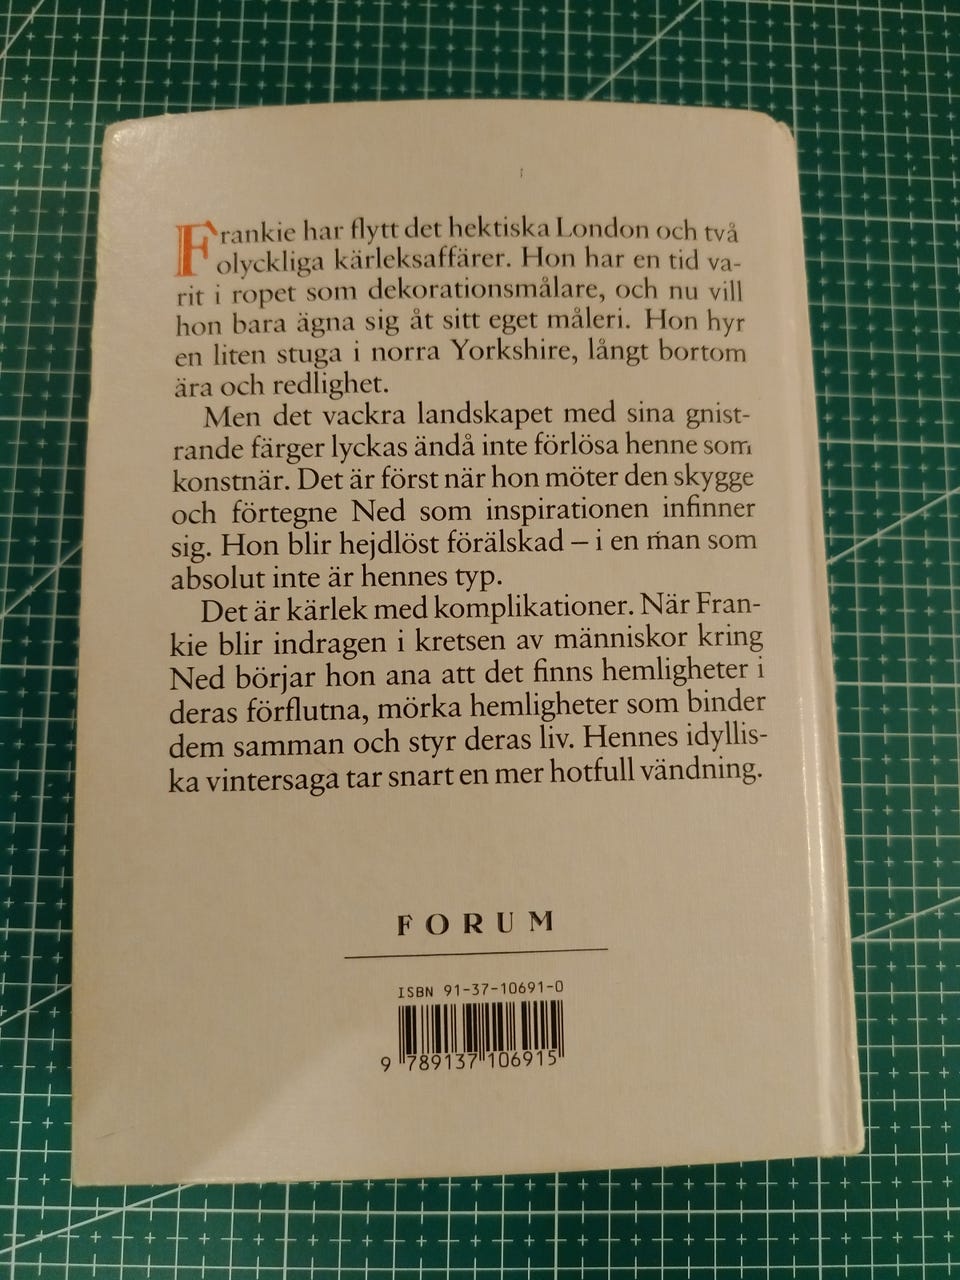 Frankie har flytt det hektiska London och två
olyckliga kärleksaffärer. Hon har en tid va-
rit i ropet som dekorationsmålare, och nu vill
hon bara ägna sig åt sitt eget måleri. Hon hyr
en liten stuga i norra Yorkshire, långt bortom
ära och redlighet.
Men det vackra landskapet med sina gnist-
rande färger lyckas ändå inte förlösa henne som
konstnär. Det är först när hon möter den skygge
och förtegne Ned som inspirationen infinner
sig. Hon blir hejdlöst förälskad – i en man som
absolut inte är hennes typ.
Det är kärlek med komplikationer. När Fran-
kie blir indragen i kretsen av människor kring
Ned börjar hon ana att det finns hemligheter i
deras förflutna, mörka hemligheter som binder
dem samman och styr deras liv. Hennes idyllis-
ka vintersaga tar snart en mer hotfull vändning.
FORUM
ISBN 91-37-10691-0
9 789137 106915